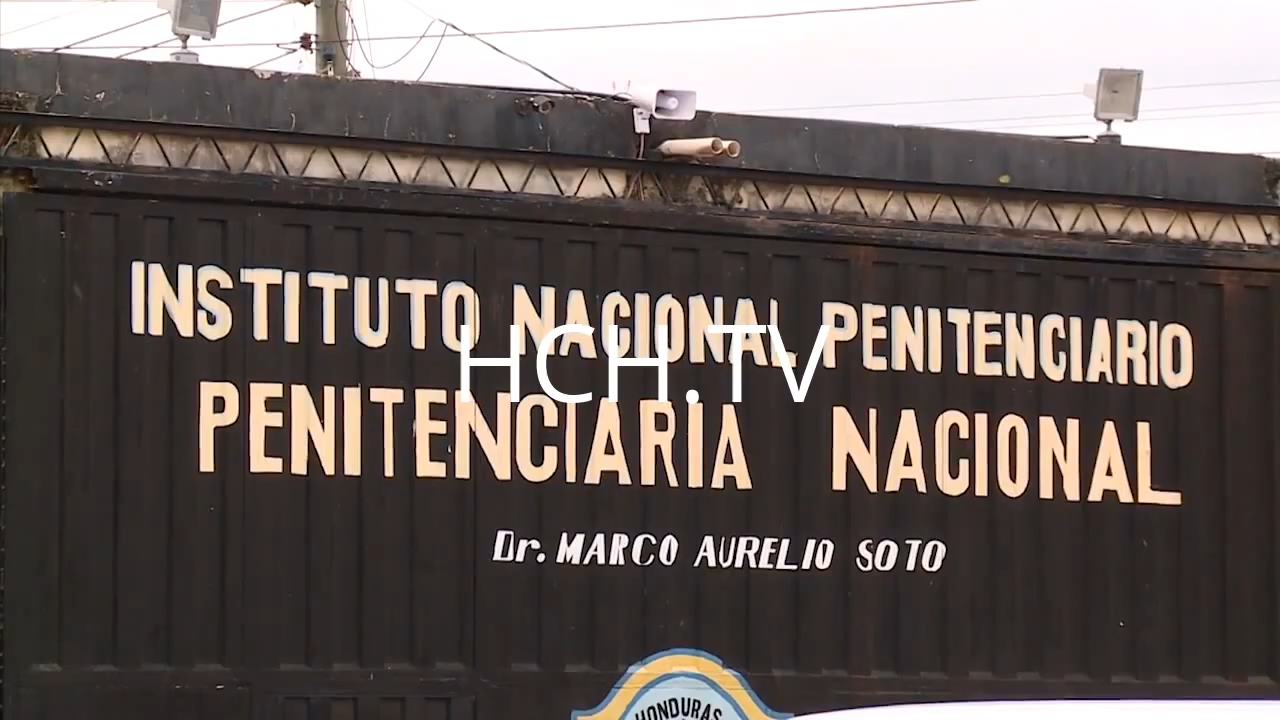 INSTITUTO NACIONAL PENITENCIARIO
HCH.TV
PENITENCIARIA NACIONAL
Dr. MARCO AURELIO SOTO
HONDURAS